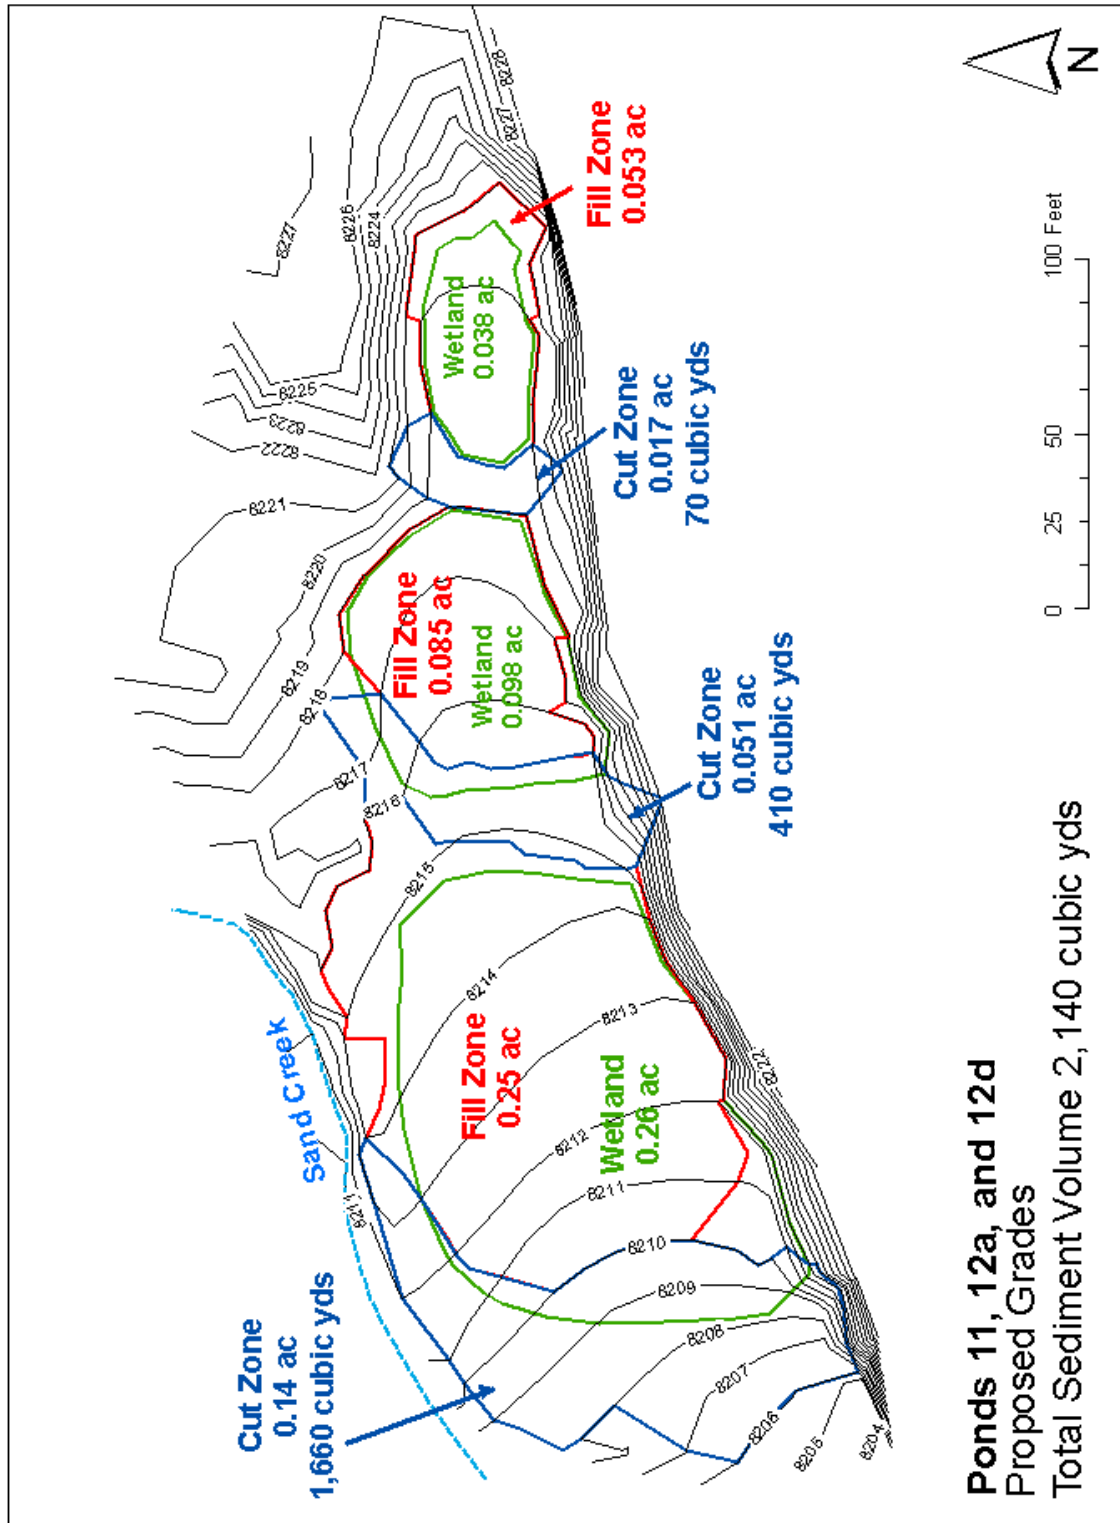 Cut Zone
0.14 ac
1,660 cubic yds
Sand Creek
Fill Zone
0.25 ac
Wetland
0.26 ac
Cut Zone
0.051 ac
410 cubic yds
Fill Zone
0.085 ac
Wetland
0.098 ac
Cut Zone
0.017 ac
70 cubic yds
Wetland
0.038 ac
Fill Zone
0.053 ac
8211
8204
8205
8206
8207
8208
8209
8210
8211
8212
8213
8214
8215
8216
8217
8218
8219
8220
8221
8222
8223
8225
8224
8226
8227
8227
8228
8222
Ponds 11, 12a, and 12d
Proposed Grades
Total Sediment Volume 2,140 cubic yds
0 25 50 100 Feet
N